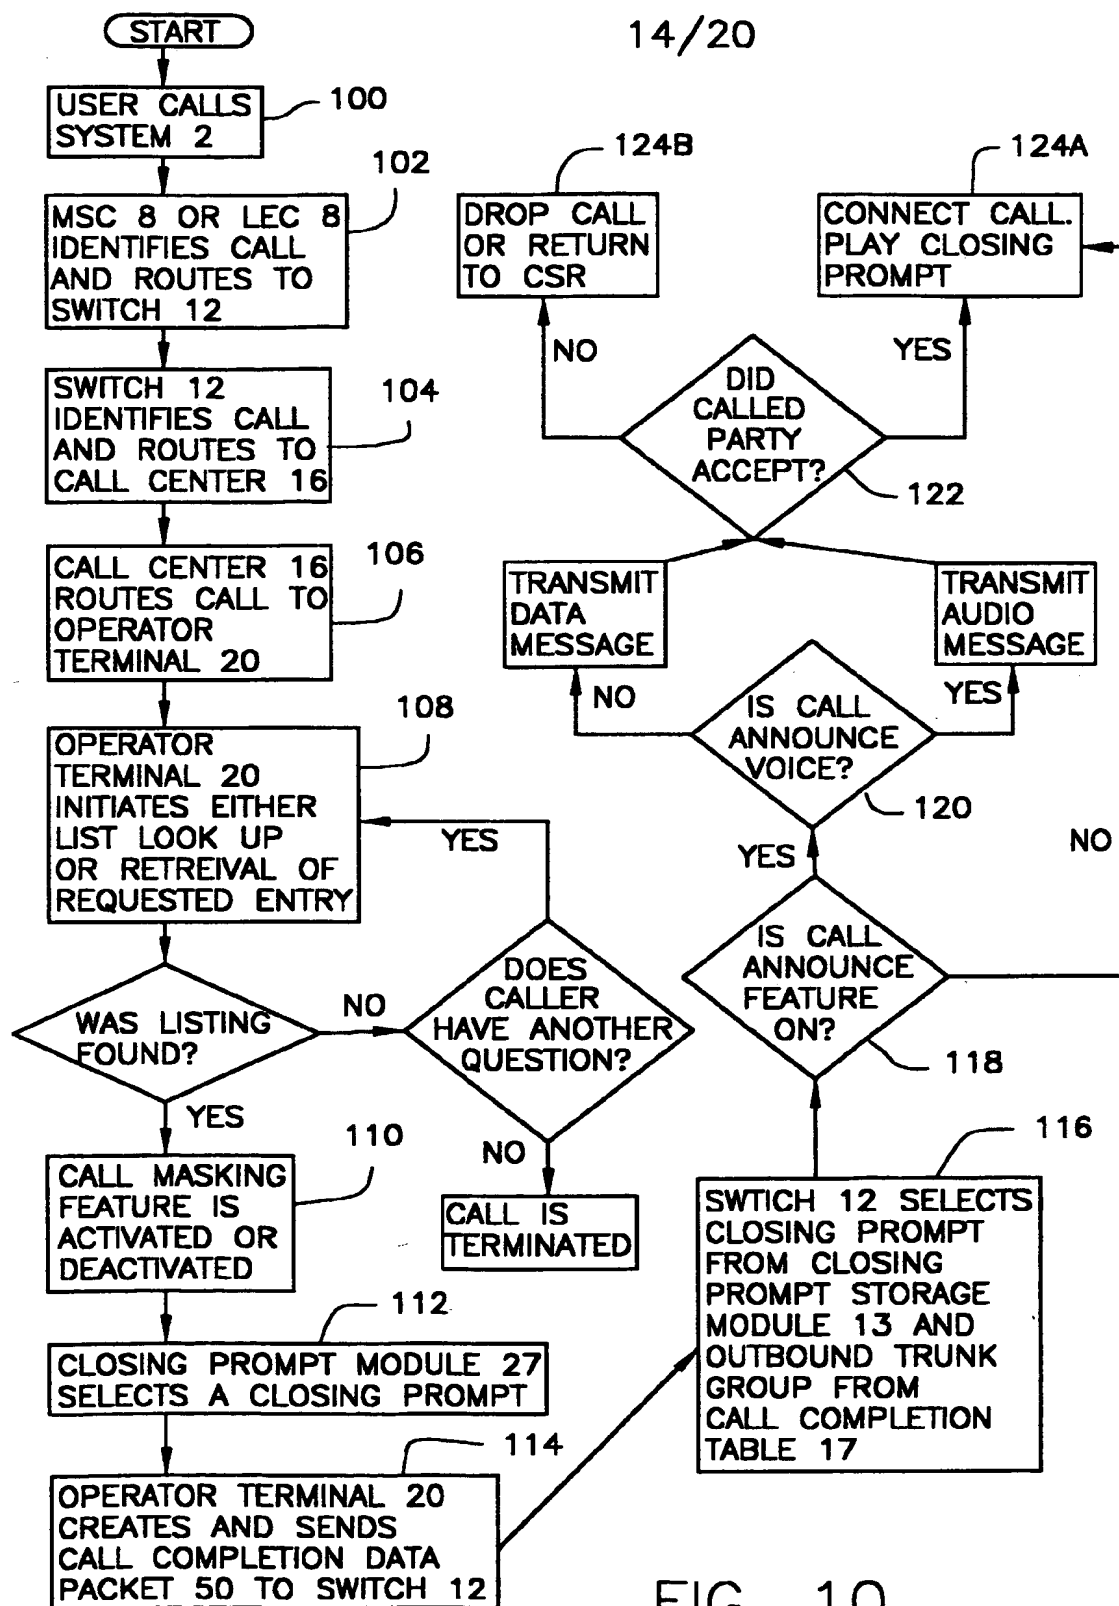 14/20
START
USER CALLS
SYSTEM 2
100
MSC 8 OR LEC 8
IDENTIFIES CALL
AND ROUTES TO
SWITCH 12
102
SWITCH 12
IDENTIFIES CALL
AND ROUTES TO
CALL CENTER 16
104
CALL CENTER 16
ROUTES CALL TO
OPERATOR
TERMINAL 20
106
OPERATOR
TERMINAL 20
INITIATES EITHER
LIST LOOK UP
OR RETREIVAL OF
REQUESTED ENTRY
108
WAS LISTING
FOUND?
NO
YES
DOES
CALLER
HAVE ANOTHER
QUESTION?
YES
NO
CALL IS
TERMINATED
CALL MASKING
FEATURE IS
ACTIVATED OR
DEACTIVATED
110
CLOSING PROMPT MODULE 27
SELECTS A CLOSING PROMPT
112
OPERATOR TERMINAL 20
CREATES AND SENDS
CALL COMPLETION DATA
PACKET 50 TO SWITCH 12
114
SWTICH 12 SELECTS
CLOSING PROMPT
FROM CLOSING
PROMPT STORAGE
MODULE 13 AND
OUTBOUND TRUNK
GROUP FROM
CALL COMPLETION
TABLE 17
116
IS CALL
ANNOUNCE
FEATURE
ON?
118
YES
NO
IS CALL
ANNOUNCE
VOICE?
120
NO
YES
TRANSMIT
DATA
MESSAGE
TRANSMIT
AUDIO
MESSAGE
DID
CALLED
PARTY
ACCEPT?
122
NO
YES
DROP CALL
OR RETURN
TO CSR
124B
CONNECT CALL.
PLAY CLOSING
PROMPT
124A
FIG. 10